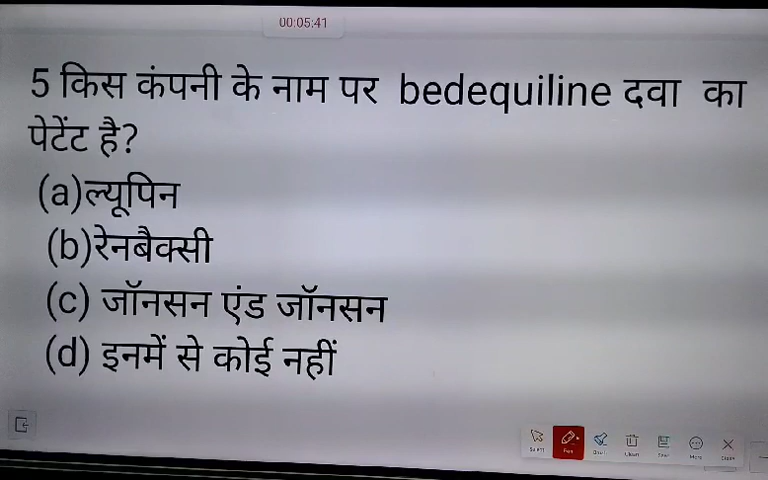 00:05:41
5 किस कंपनी के नाम पर bedequiline दवा का
पेटेंट है?
(a)ल्यूपिन
(b)रेनबैक्सी
(c) जॉनसन एंड जॉनसन
(d) इनमें से कोई नहीं